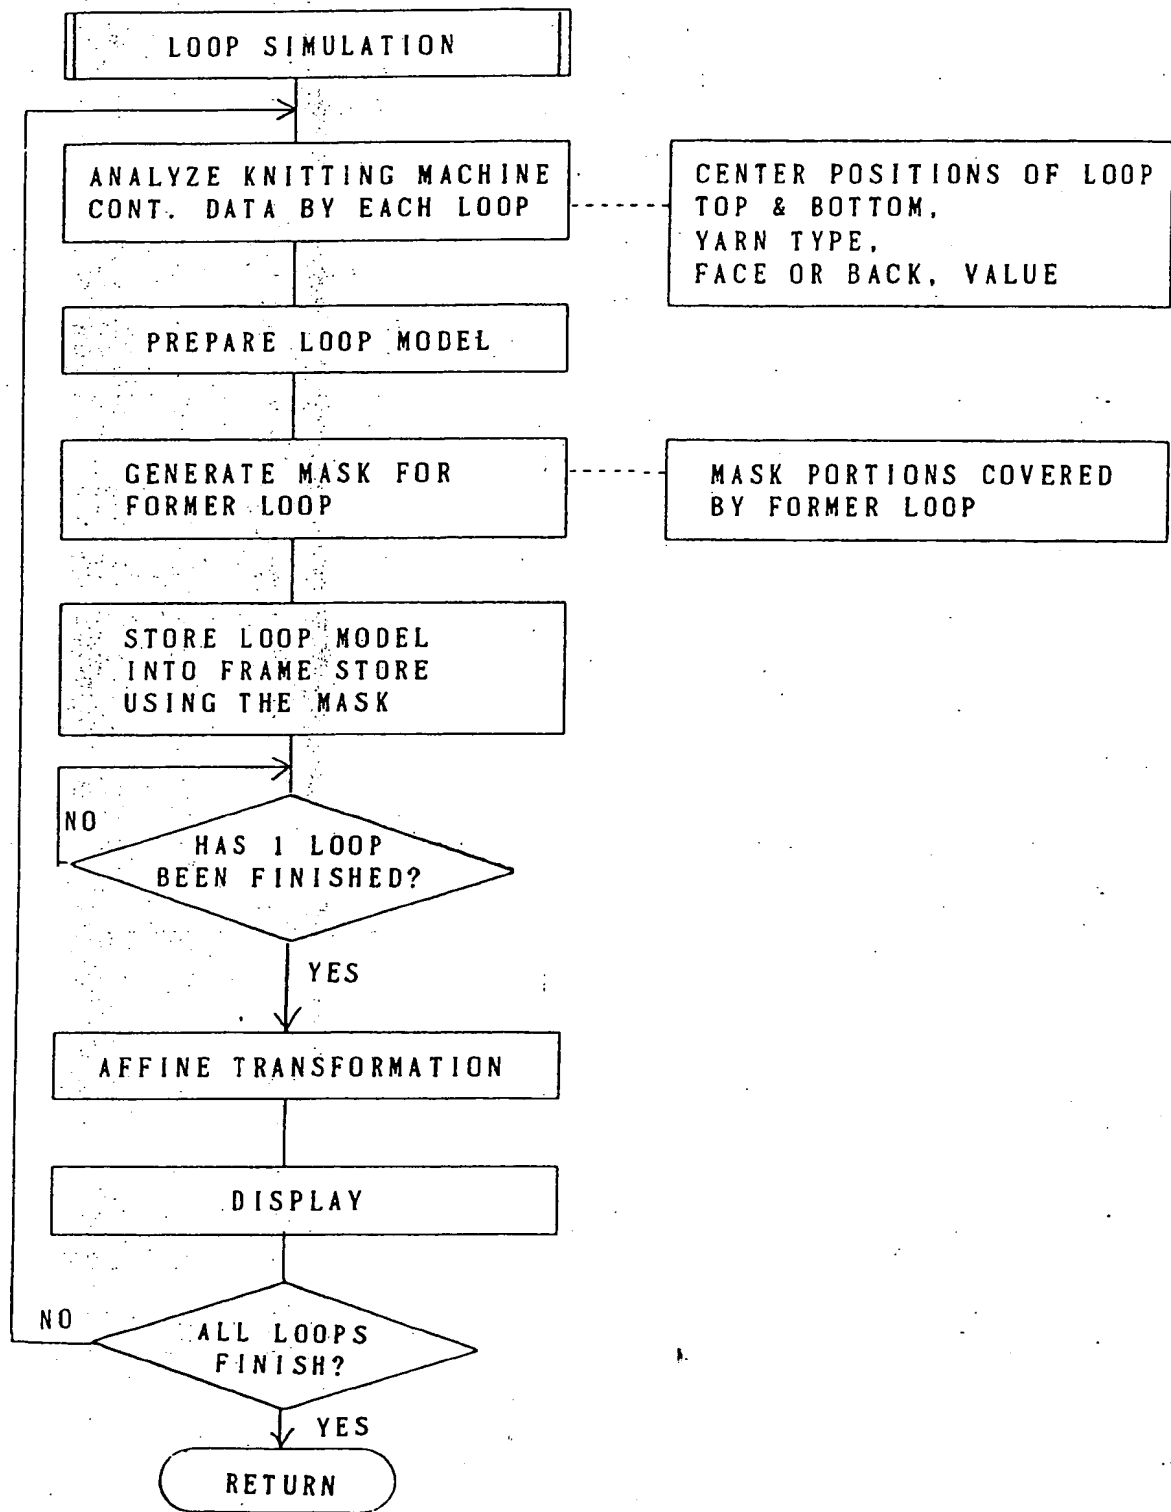 LOOP SIMULATION
ANALYZE KNITTING MACHINE
CONT. DATA BY EACH LOOP
CENTER POSITIONS OF LOOP
TOP & BOTTOM,
YARN TYPE,
FACE OR BACK, VALUE
PREPARE LOOP MODEL
GENERATE MASK FOR
FORMER LOOP
MASK PORTIONS COVERED
BY FORMER LOOP
STORE LOOP MODEL
INTO FRAME STORE
USING THE MASK
NO
HAS 1 LOOP
BEEN FINISHED?
YES
AFFINE TRANSFORMATION
DISPLAY
NO
ALL LOOPS
FINISH?
YES
RETURN